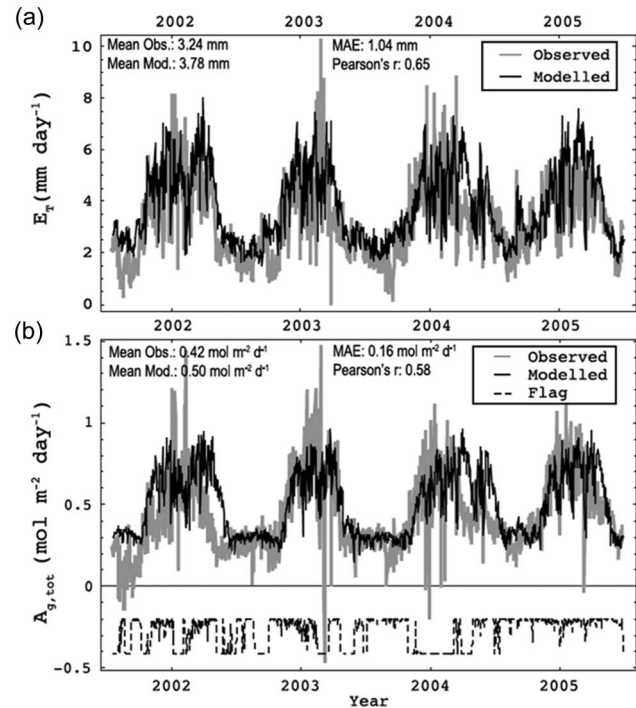 (a)
2002 2003 2004 2005
Mean Obs.: 3.24 mm
Mean Mod.: 3.78 mm
MAE: 1.04 mm
Pearson's r: 0.65
Observed
Modelled
10
8
6
4
2
0
E_T (mm day⁻¹)
2002 2003 2004 2005
(b)
Mean Obs.: 0.42 mol m⁻² d⁻¹
Mean Mod.: 0.50 mol m⁻² d⁻¹
MAE: 0.16 mol m⁻² d⁻¹
Pearson's r: 0.58
Observed
Modelled
Flag
1.5
1
0.5
0
-0.5
A_g,tot (mol m⁻² day⁻¹)
2002 2003 2004 2005
Year